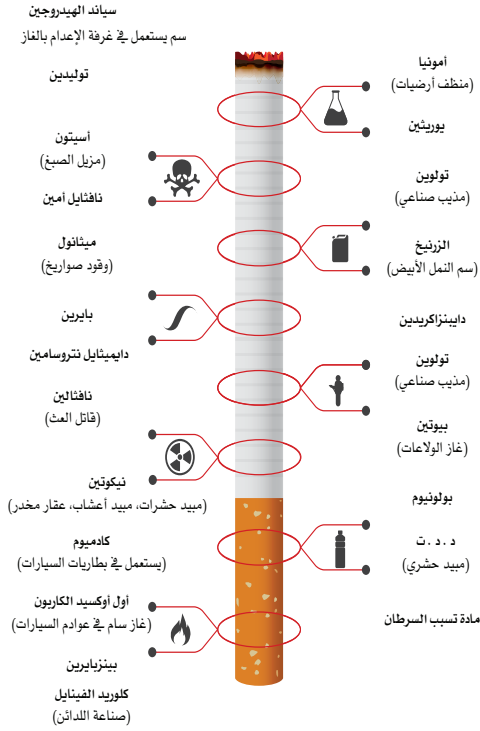 سياند الهيدروجين
سم يستعمل في غرفة الإعدام بالغاز
توليدين
أسيتون
(مزيل الصبغ)
نافثايل أمين
ميثانول
(وقود صواريخ)
بايرين
دايميثايل نتروسامين
نافثالين
(قاتل العث)
نيكوتين
(مبيد حشرات، مبيد أعشاب، عقار مخدر)
كادميوم
(يستعمل في بطاريات السيارات)
أول أوكسيد الكاربون
(غاز سام في عوادم السيارات)
بينزبايرين
كلوريد الفينايل
(صناعة اللدائن)
أمونيا
(منظف أرضيات)
يوريثين
تولوين
(مذيب صناعي)
الزرنيخ
(سم النمل الأبيض)
دايبنزاكريدين
تولوين
(مذيب صناعي)
بيوتين
(غاز الولاعات)
بولونيوم
د . د . ت
(مبيد حشري)
مادة تسبب السرطان